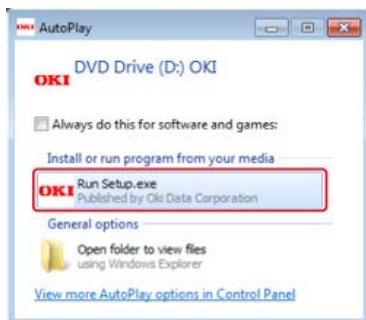 AutoPlay
DVD Drive (D:) OKI
OKI
Always do this for software and games:
Install or run program from your media
OKI Run Setup.exe
Published by Oki Data Corporation
General options
Open folder to view files
using Windows Explorer
View more AutoPlay options in Control Panel